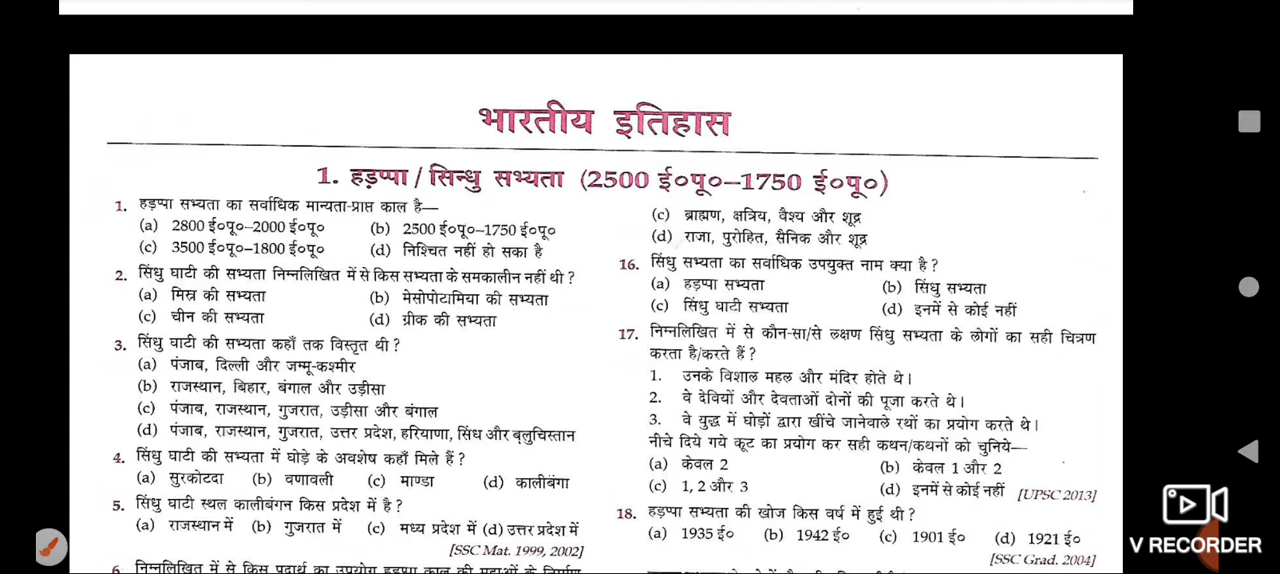 भारतीय इतिहास
1. हड़प्पा / सिन्धु सभ्यता (2500 ई०पू०–1750 ई०पू०)
1. हड़प्पा सभ्यता का सर्वाधिक मान्यता-प्राप्त काल है—
(a) 2800 ई०पू०–2000 ई०पू० (b) 2500 ई०पू०–1750 ई०पू०
(c) 3500 ई०पू०–1800 ई०पू० (d) निश्चित नहीं हो सका है
2. सिंधु घाटी की सभ्यता निम्नलिखित में से किस सभ्यता के समकालीन नहीं थी ?
(a) मिस्र की सभ्यता (b) मेसोपोटामिया की सभ्यता
(c) चीन की सभ्यता (d) ग्रीक की सभ्यता
3. सिंधु घाटी की सभ्यता कहाँ तक विस्तृत थी ?
(a) पंजाब, दिल्ली और जम्मू-कश्मीर
(b) राजस्थान, बिहार, बंगाल और उड़ीसा
(c) पंजाब, राजस्थान, गुजरात, उड़ीसा और बंगाल
(d) पंजाब, राजस्थान, गुजरात, उत्तर प्रदेश, हरियाणा, सिंध और बलुचिस्तान
4. सिंधु घाटी की सभ्यता में घोड़े के अवशेष कहाँ मिले हैं ?
(a) सुरकोटदा (b) वणावली (c) माण्डा (d) कालीबंगा
5. सिंधु घाटी स्थल कालीबंगन किस प्रदेश में है ?
(a) राजस्थान में (b) गुजरात में (c) मध्य प्रदेश में (d) उत्तर प्रदेश में
[SSC Mat. 1999, 2002]
6. निम्नलिखित में से किस पदार्थ का उपयोग हड़प्पा काल की मुद्राओं के निर्माण
(c) ब्राह्मण, क्षत्रिय, वैश्य और शूद्र
(d) राजा, पुरोहित, सैनिक और शूद्र
16. सिंधु सभ्यता का सर्वाधिक उपयुक्त नाम क्या है ?
(a) हड़प्पा सभ्यता (b) सिंधु सभ्यता
(c) सिंधु घाटी सभ्यता (d) इनमें से कोई नहीं
17. निम्नलिखित में से कौन-सा/से लक्षण सिंधु सभ्यता के लोगों का सही चित्रण
करता है/करते हैं ?
1. उनके विशाल महल और मंदिर होते थे।
2. वे देवियों और देवताओं दोनों की पूजा करते थे।
3. वे युद्ध में घोड़ों द्वारा खींचे जानेवाले रथों का प्रयोग करते थे।
नीचे दिये गये कूट का प्रयोग कर सही कथन/कथनों को चुनिये—
(a) केवल 2 (b) केवल 1 और 2
(c) 1, 2 और 3 (d) इनमें से कोई नहीं [UPSC 2013]
18. हड़प्पा सभ्यता की खोज किस वर्ष में हुई थी ?
(a) 1935 ई० (b) 1942 ई० (c) 1901 ई० (d) 1921 ई०
[SSC Grad. 2004]
V RECORDER